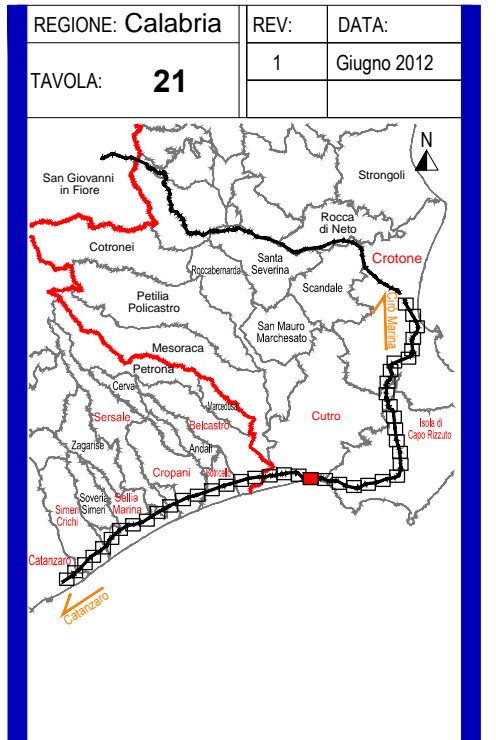 REGIONE: Calabria
REV:
DATA:
TAVOLA: 21
1
Giugno 2012
N
San Giovanni
in Fiore
Strongoli
Rocca
di Neto
Cotronei
Crotone
Roccabernarda
Santa
Severina
Scandale
Petilia
Policastro
Cirò Marina
San Mauro
Marchesato
Mesoraca
Petrona
Cerva
Marcedusa
Sersale
Belcastro
Cutro
Isola di
Capo Rizzuto
Zagarise
Andali
Cropani
Botricello
Soveria
Simeri
Sellia
Marina
Simeri
Crichi
Catanzaro
Catanzaro